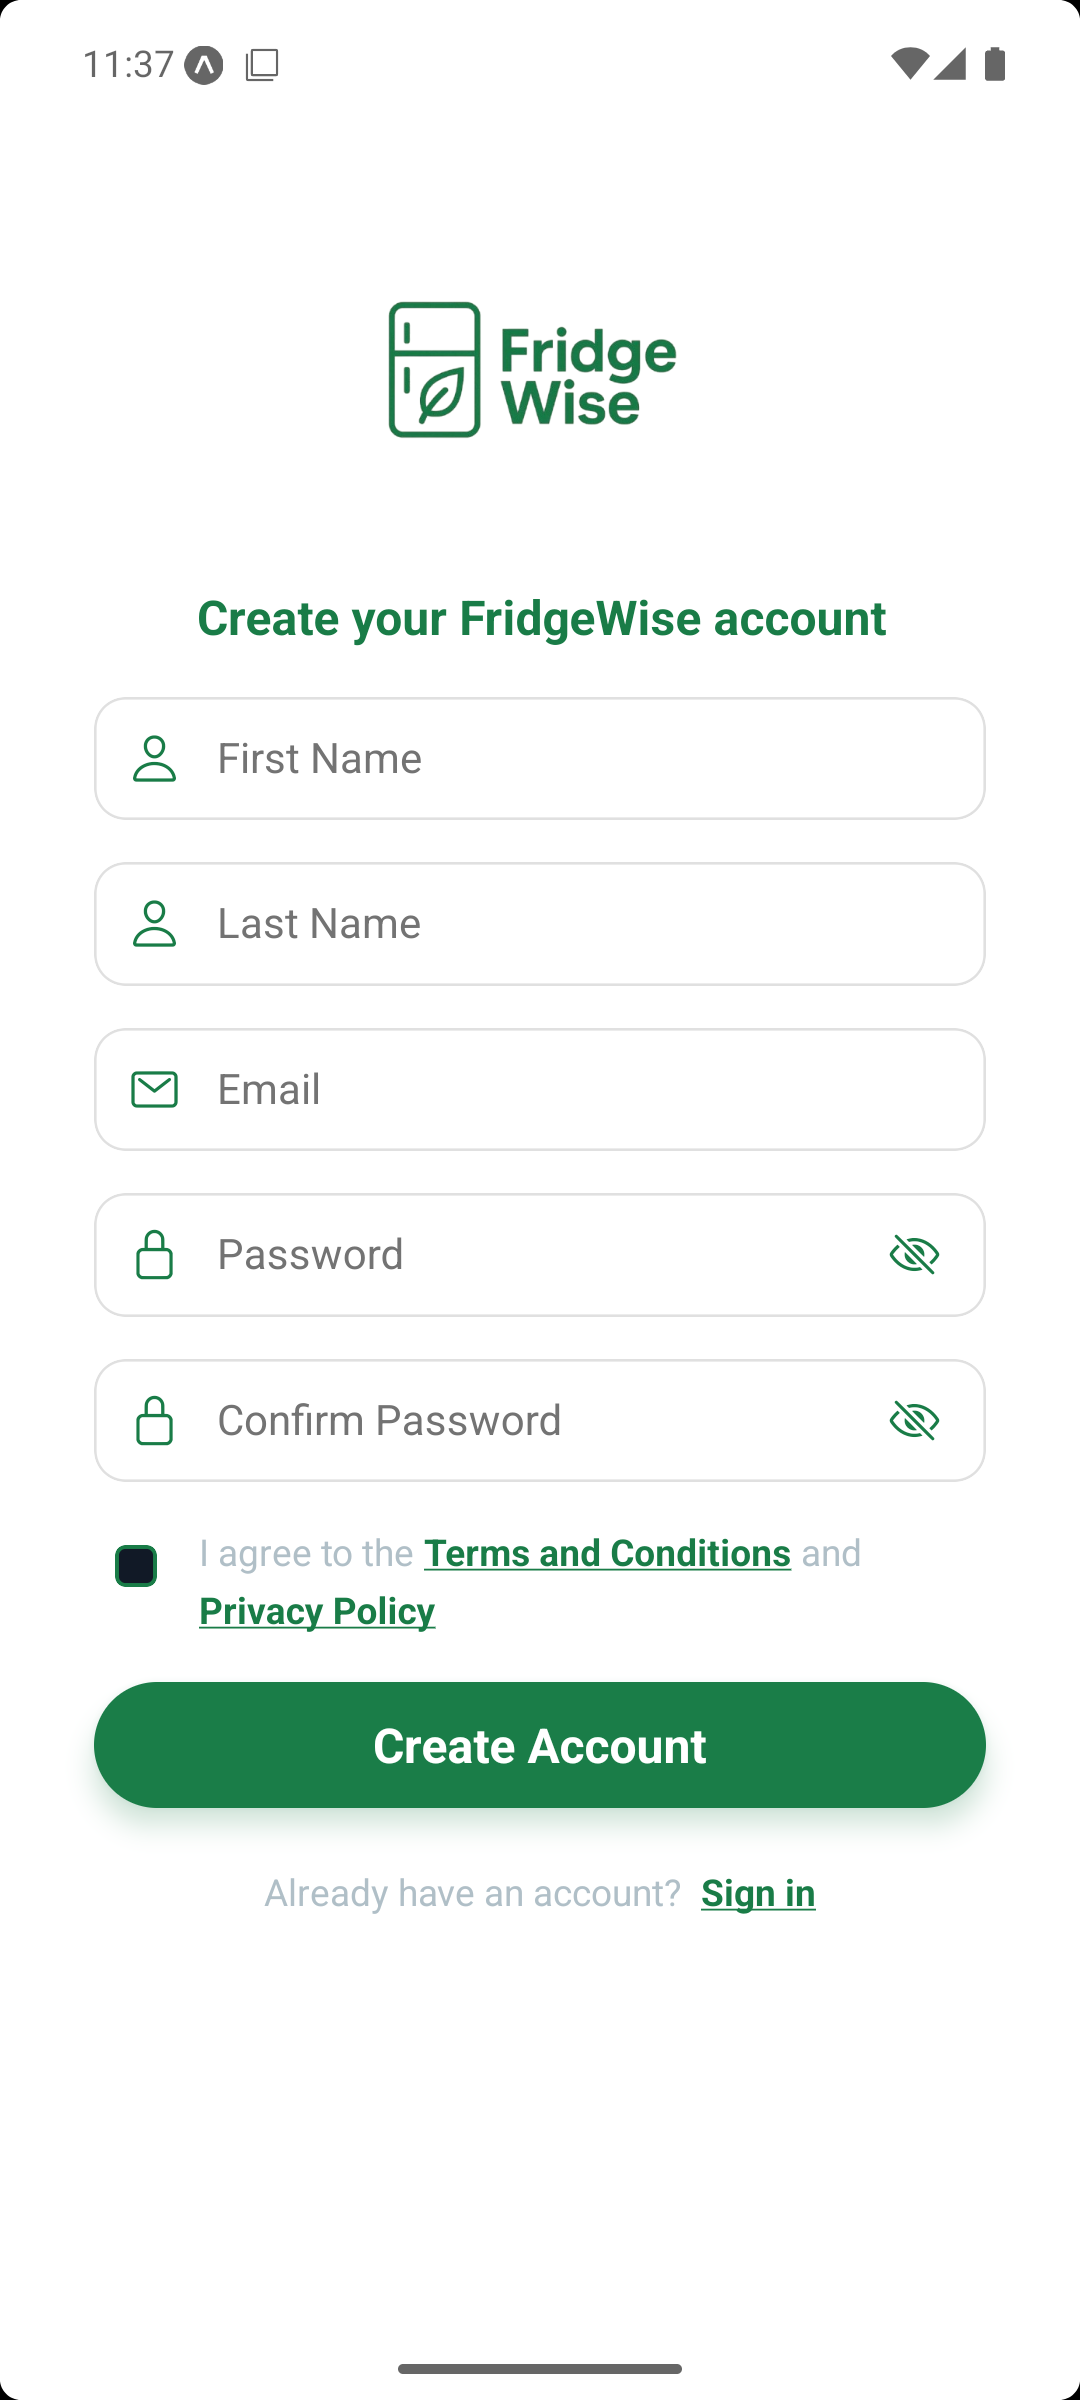 11:37
Fridge
Wise
Create your FridgeWise account
First Name
Last Name
Email
Password
Confirm Password
I agree to the Terms and Conditions and
Privacy Policy
Create Account
Already have an account? Sign in